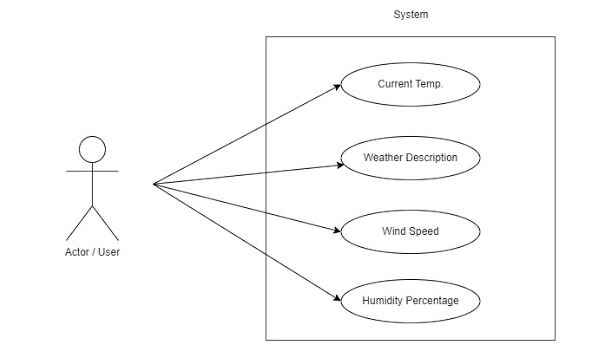 System
Current Temp.
Weather Description
Wind Speed
Humidity Percentage
Actor / User